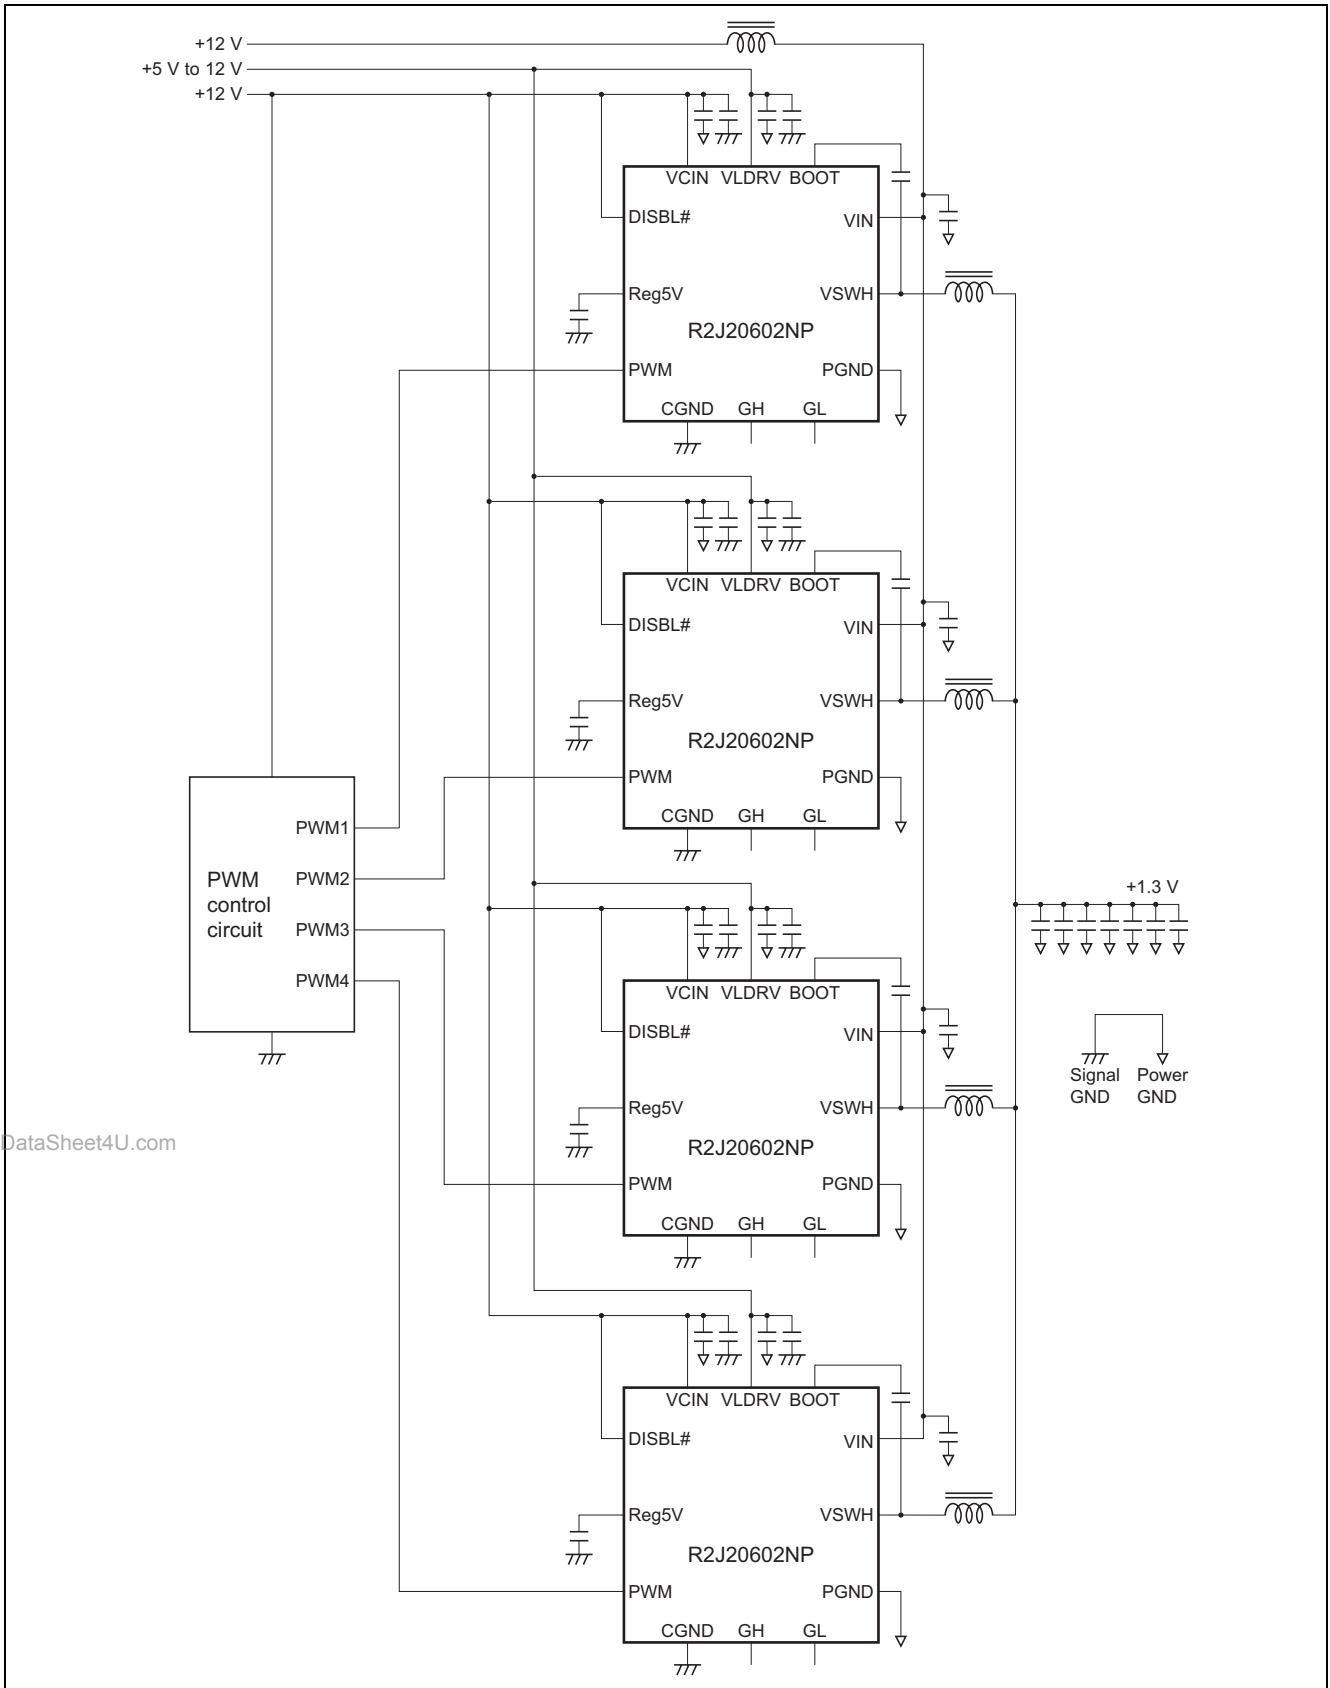 +12 V
+5 V to 12 V
+12 V
VCIN VLDRV BOOT
DISBL#
VIN
Reg5V
VSWH
R2J20602NP
PWM
PGND
CGND GH GL
VCIN VLDRV BOOT
DISBL#
VIN
Reg5V
VSWH
R2J20602NP
PWM
PGND
CGND GH GL
PWM1
PWM2
PWM3
PWM4
PWM
control
circuit
+1.3 V
VCIN VLDRV BOOT
DISBL#
VIN
Reg5V
VSWH
R2J20602NP
PWM
PGND
CGND GH GL
Signal
GND
Power
GND
DataSheet4U.com
VCIN VLDRV BOOT
DISBL#
VIN
Reg5V
VSWH
R2J20602NP
PWM
PGND
CGND GH GL